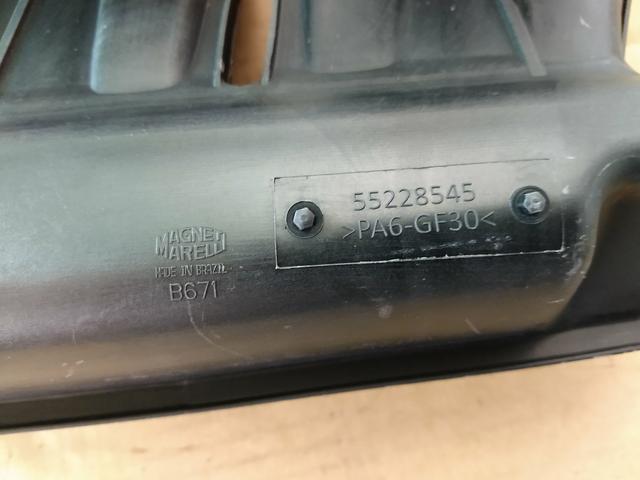 55228545
>PA6-GF30<
MAGNETI
MARELLI
MADE IN BRAZIL
B671